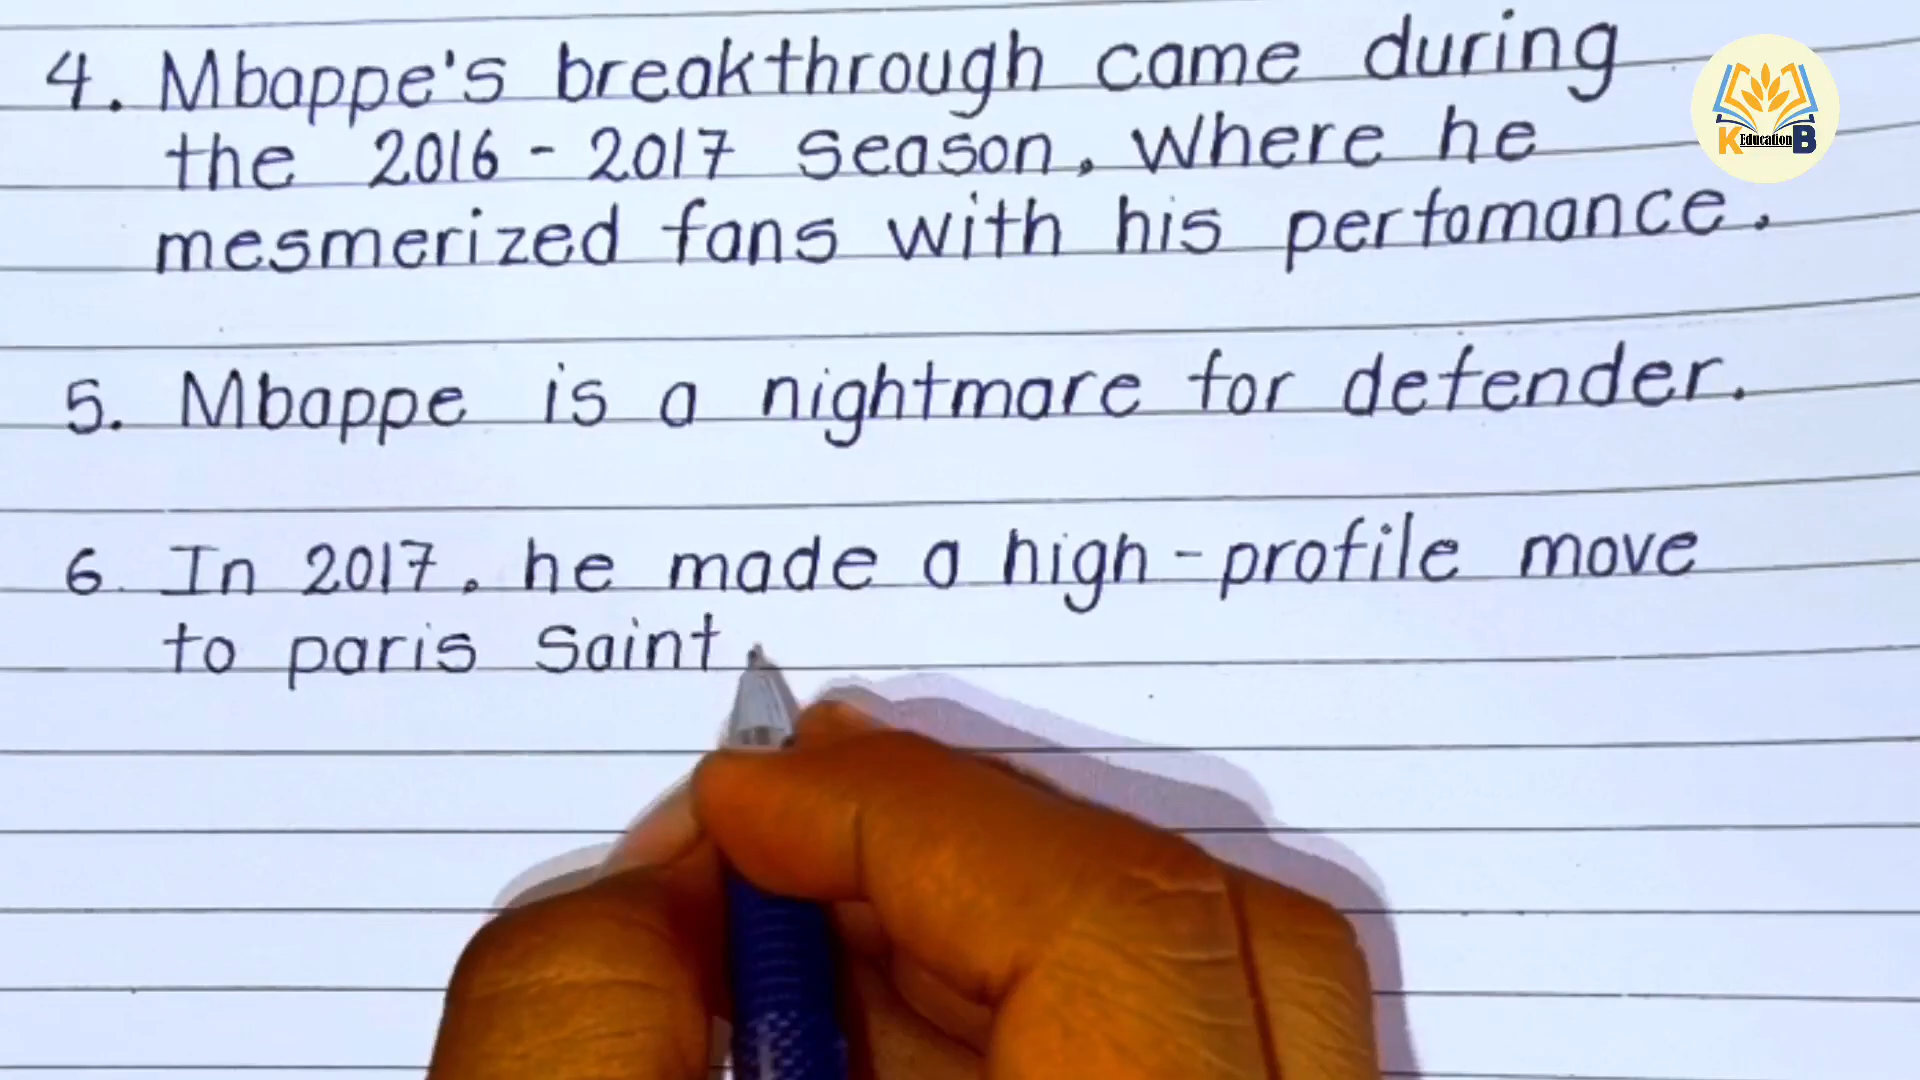 4. Mbappe's breakthrough came during
the 2016 - 2017 season, where he
mesmerized fans with his perfomance.
5. Mbappe is a nightmare for defender.
6. In 2017, he made a high-profile move
to paris Saint
K Education B